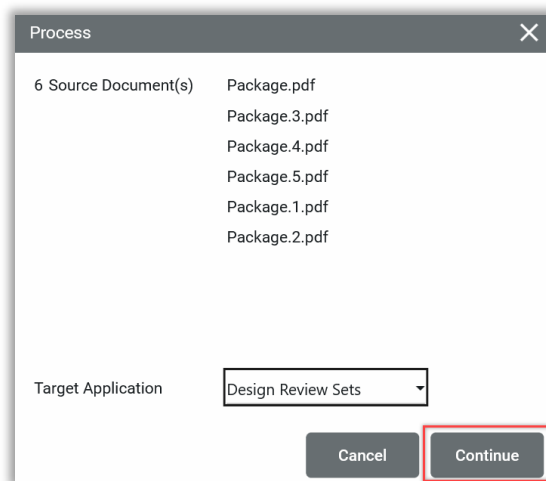 Process
6 Source Document(s) Package.pdf
Package.3.pdf
Package.4.pdf
Package.5.pdf
Package.1.pdf
Package.2.pdf
Target Application Design Review Sets
Cancel Continue